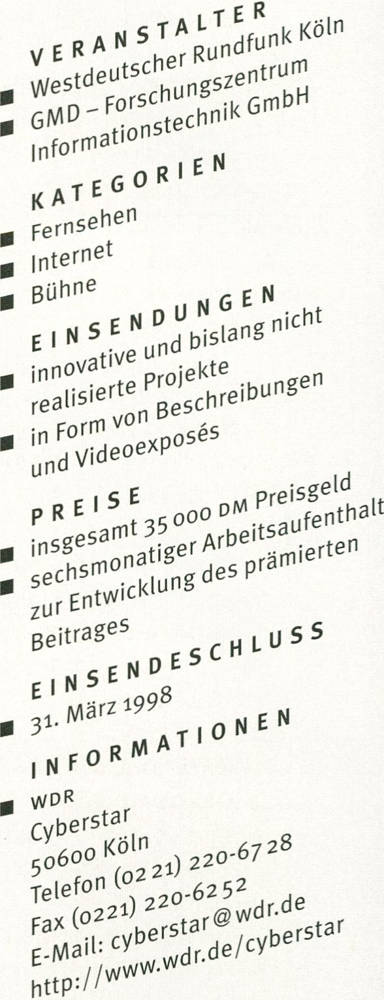 VERANSTALTER
Westdeutscher Rundfunk Köln
GMD – Forschungszentrum
Informationstechnik GmbH
KATEGORIEN
Fernsehen
Internet
Bühne
EINSENDUNGEN
innovative und bislang nicht
realisierte Projekte
in Form von Beschreibungen
und Videoexposés
PREISE
insgesamt 35 000 DM Preisgeld
sechsmonatiger Arbeitsaufenthalt
zur Entwicklung des prämierten
Beitrages
EINSENDESCHLUSS
31. März 1998
INFORMATIONEN
WDR
Cyberstar
50600 Köln
Telefon (02 21) 220-67 28
Fax (0221) 220-62 52
E-Mail: cyberstar@wdr.de
http://www.wdr.de/cyberstar